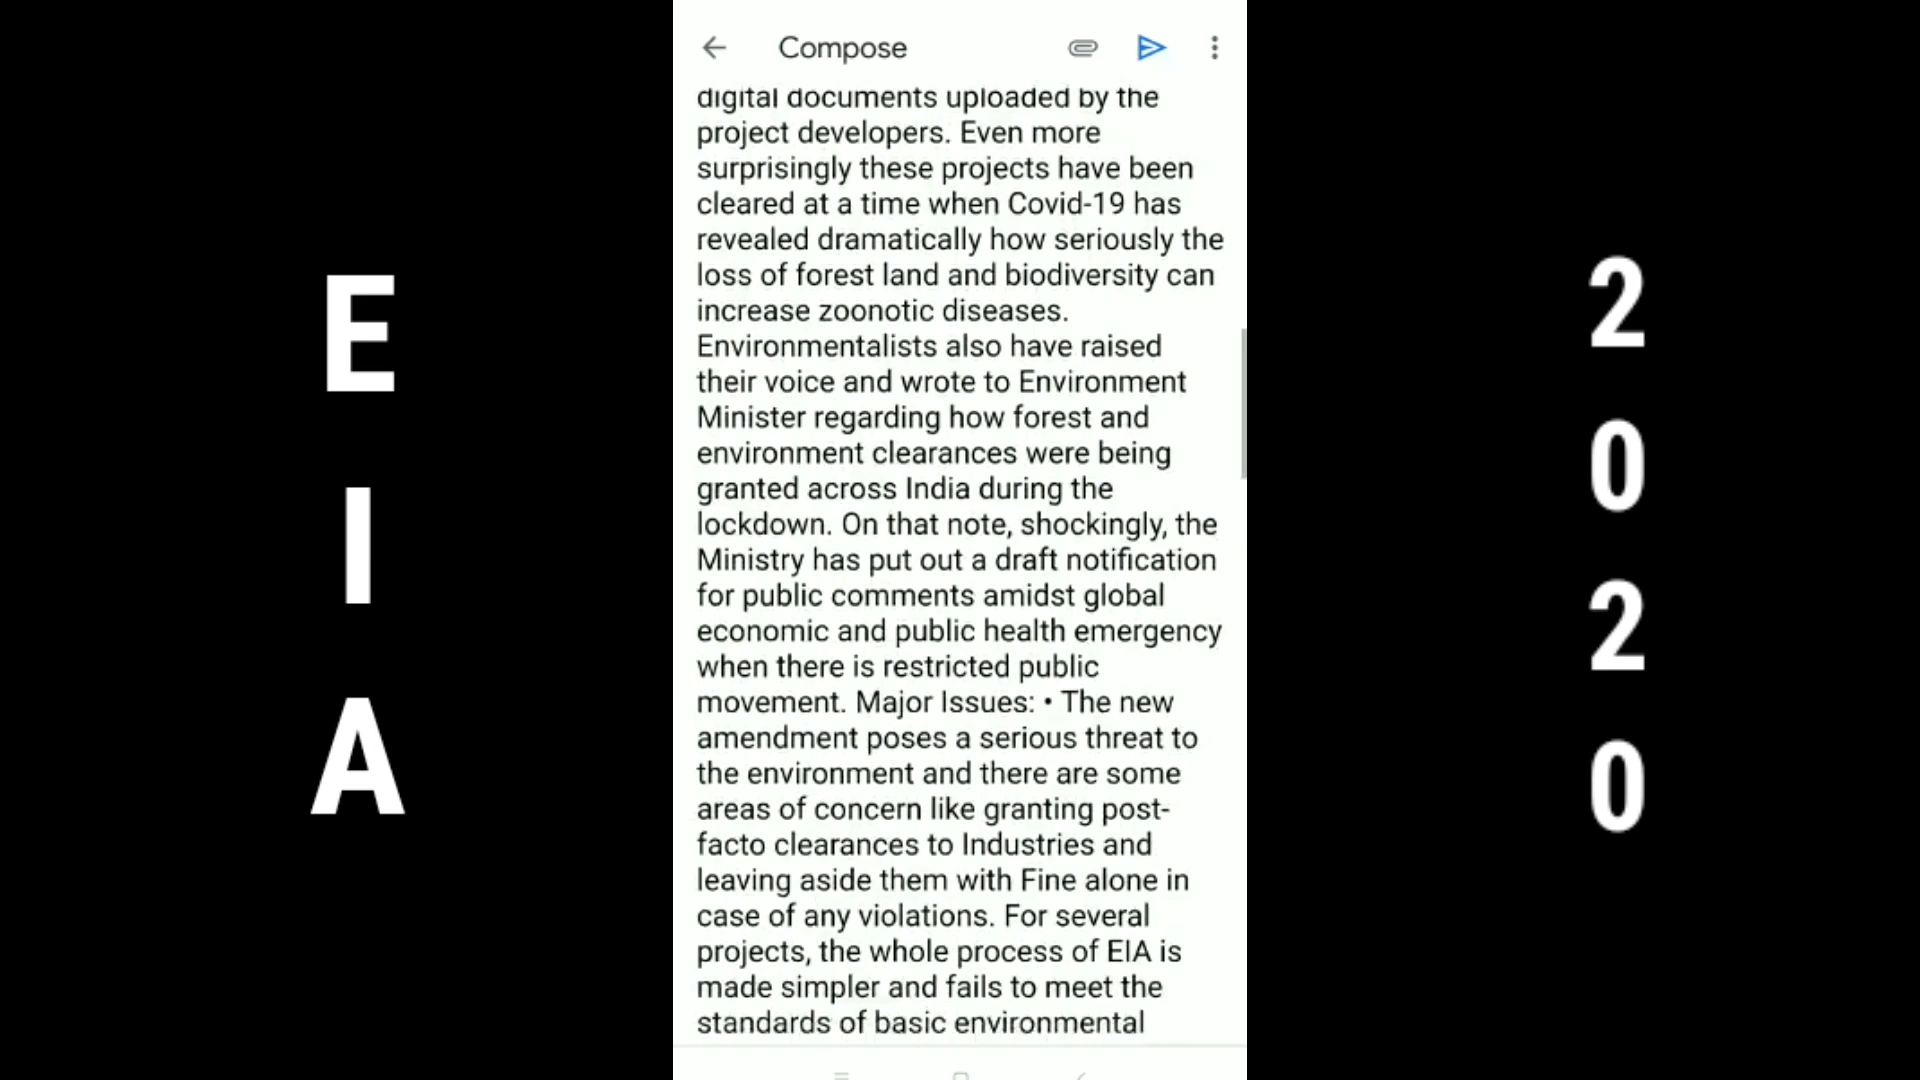 E
I
A
Compose
digital documents uploaded by the
project developers. Even more
surprisingly these projects have been
cleared at a time when Covid-19 has
revealed dramatically how seriously the
loss of forest land and biodiversity can
increase zoonotic diseases.
Environmentalists also have raised
their voice and wrote to Environment
Minister regarding how forest and
environment clearances were being
granted across India during the
lockdown. On that note, shockingly, the
Ministry has put out a draft notification
for public comments amidst global
economic and public health emergency
when there is restricted public
movement. Major Issues: • The new
amendment poses a serious threat to
the environment and there are some
areas of concern like granting post-
facto clearances to Industries and
leaving aside them with Fine alone in
case of any violations. For several
projects, the whole process of EIA is
made simpler and fails to meet the
standards of basic environmental
2
0
2
0